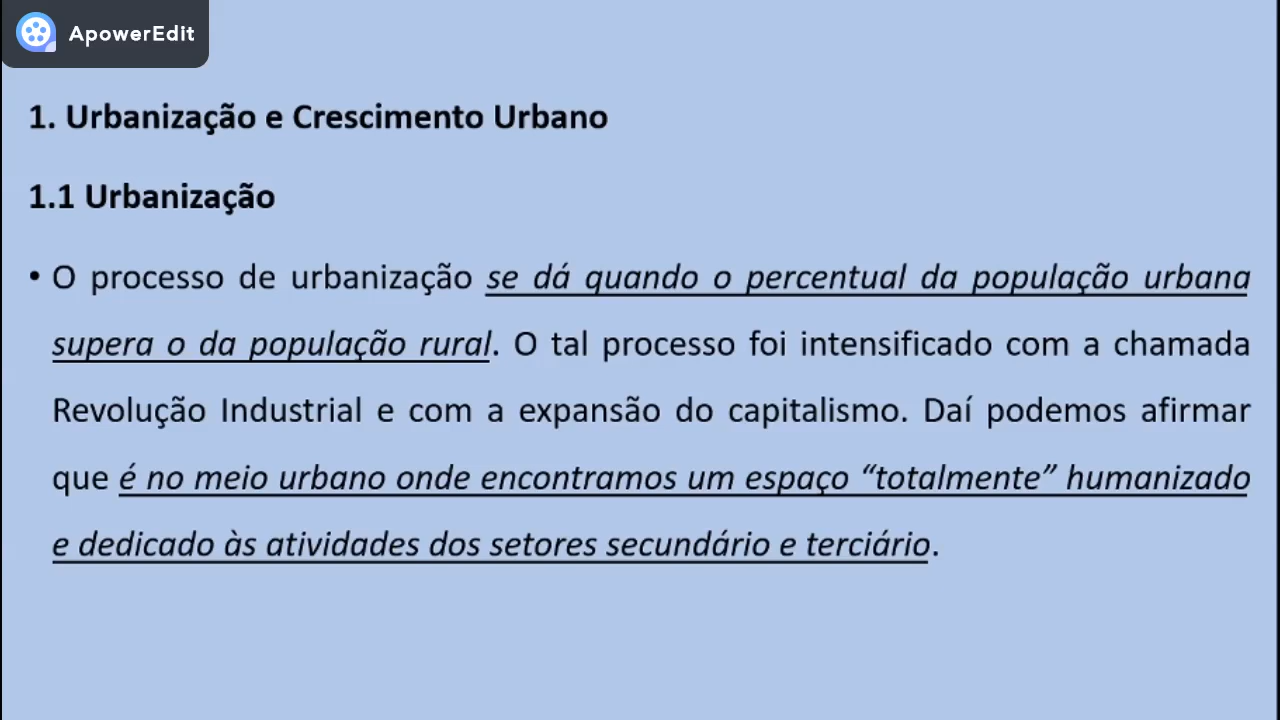 ApowerEdit
1. Urbanização e Crescimento Urbano
1.1 Urbanização
• O processo de urbanização se dá quando o percentual da população urbana
supera o da população rural. O tal processo foi intensificado com a chamada
Revolução Industrial e com a expansão do capitalismo. Daí podemos afirmar
que é no meio urbano onde encontramos um espaço “totalmente” humanizado
e dedicado às atividades dos setores secundário e terciário.